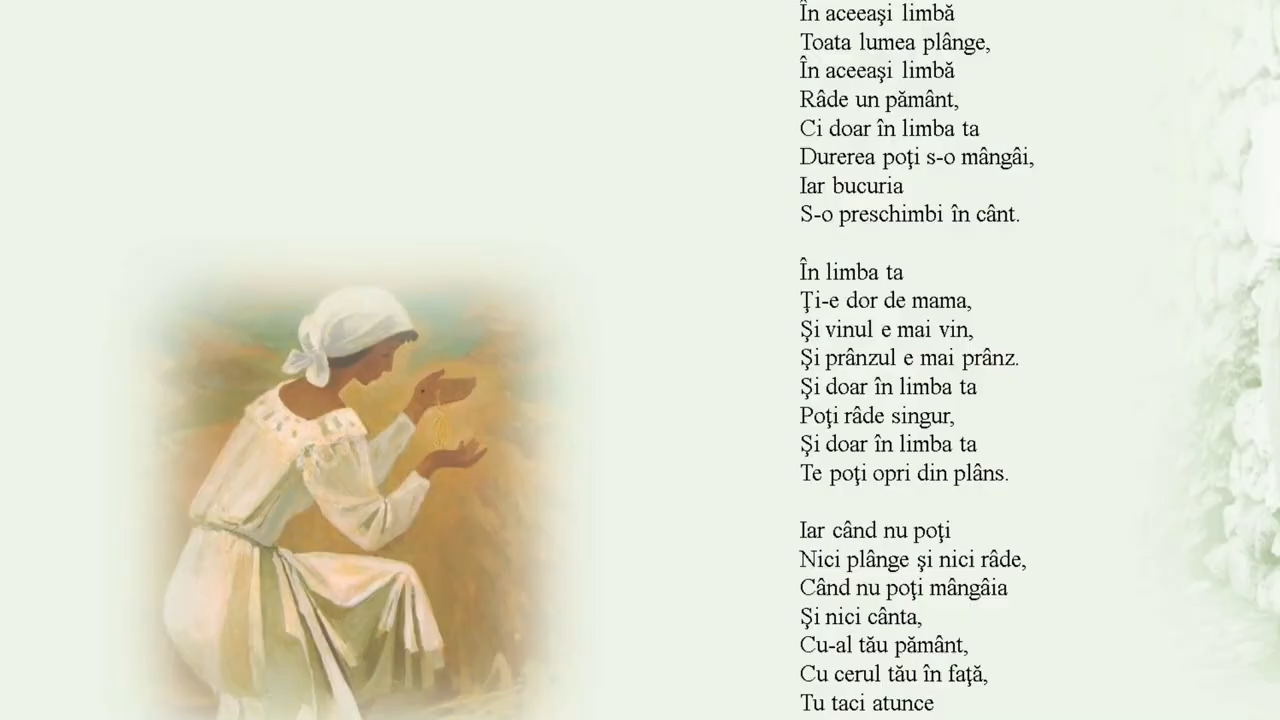 În aceeaşi limbă
Toata lumea plânge,
În aceeaşi limbă
Râde un pământ,
Ci doar în limba ta
Durerea poţi s-o mângâi,
Iar bucuria
S-o preschimbi în cânt.
În limba ta
Ţi-e dor de mama,
Şi vinul e mai vin,
Şi prânzul e mai prânz.
Şi doar în limba ta
Poţi râde singur,
Şi doar în limba ta
Te poţi opri din plâns.
Iar când nu poţi
Nici plânge şi nici râde,
Când nu poţi mângâia
Şi nici cânta,
Cu-al tău pământ,
Cu cerul tău în faţă,
Tu taci atunce